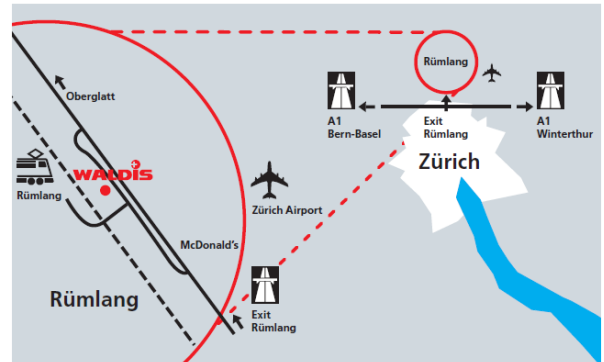 Oberglatt
Rümlang
WALDIS
Zürich Airport
McDonald's
Rümlang
Exit
Rümlang
Rümlang
A1
Bern-Basel
Exit
Rümlang
A1
Winterthur
Zürich